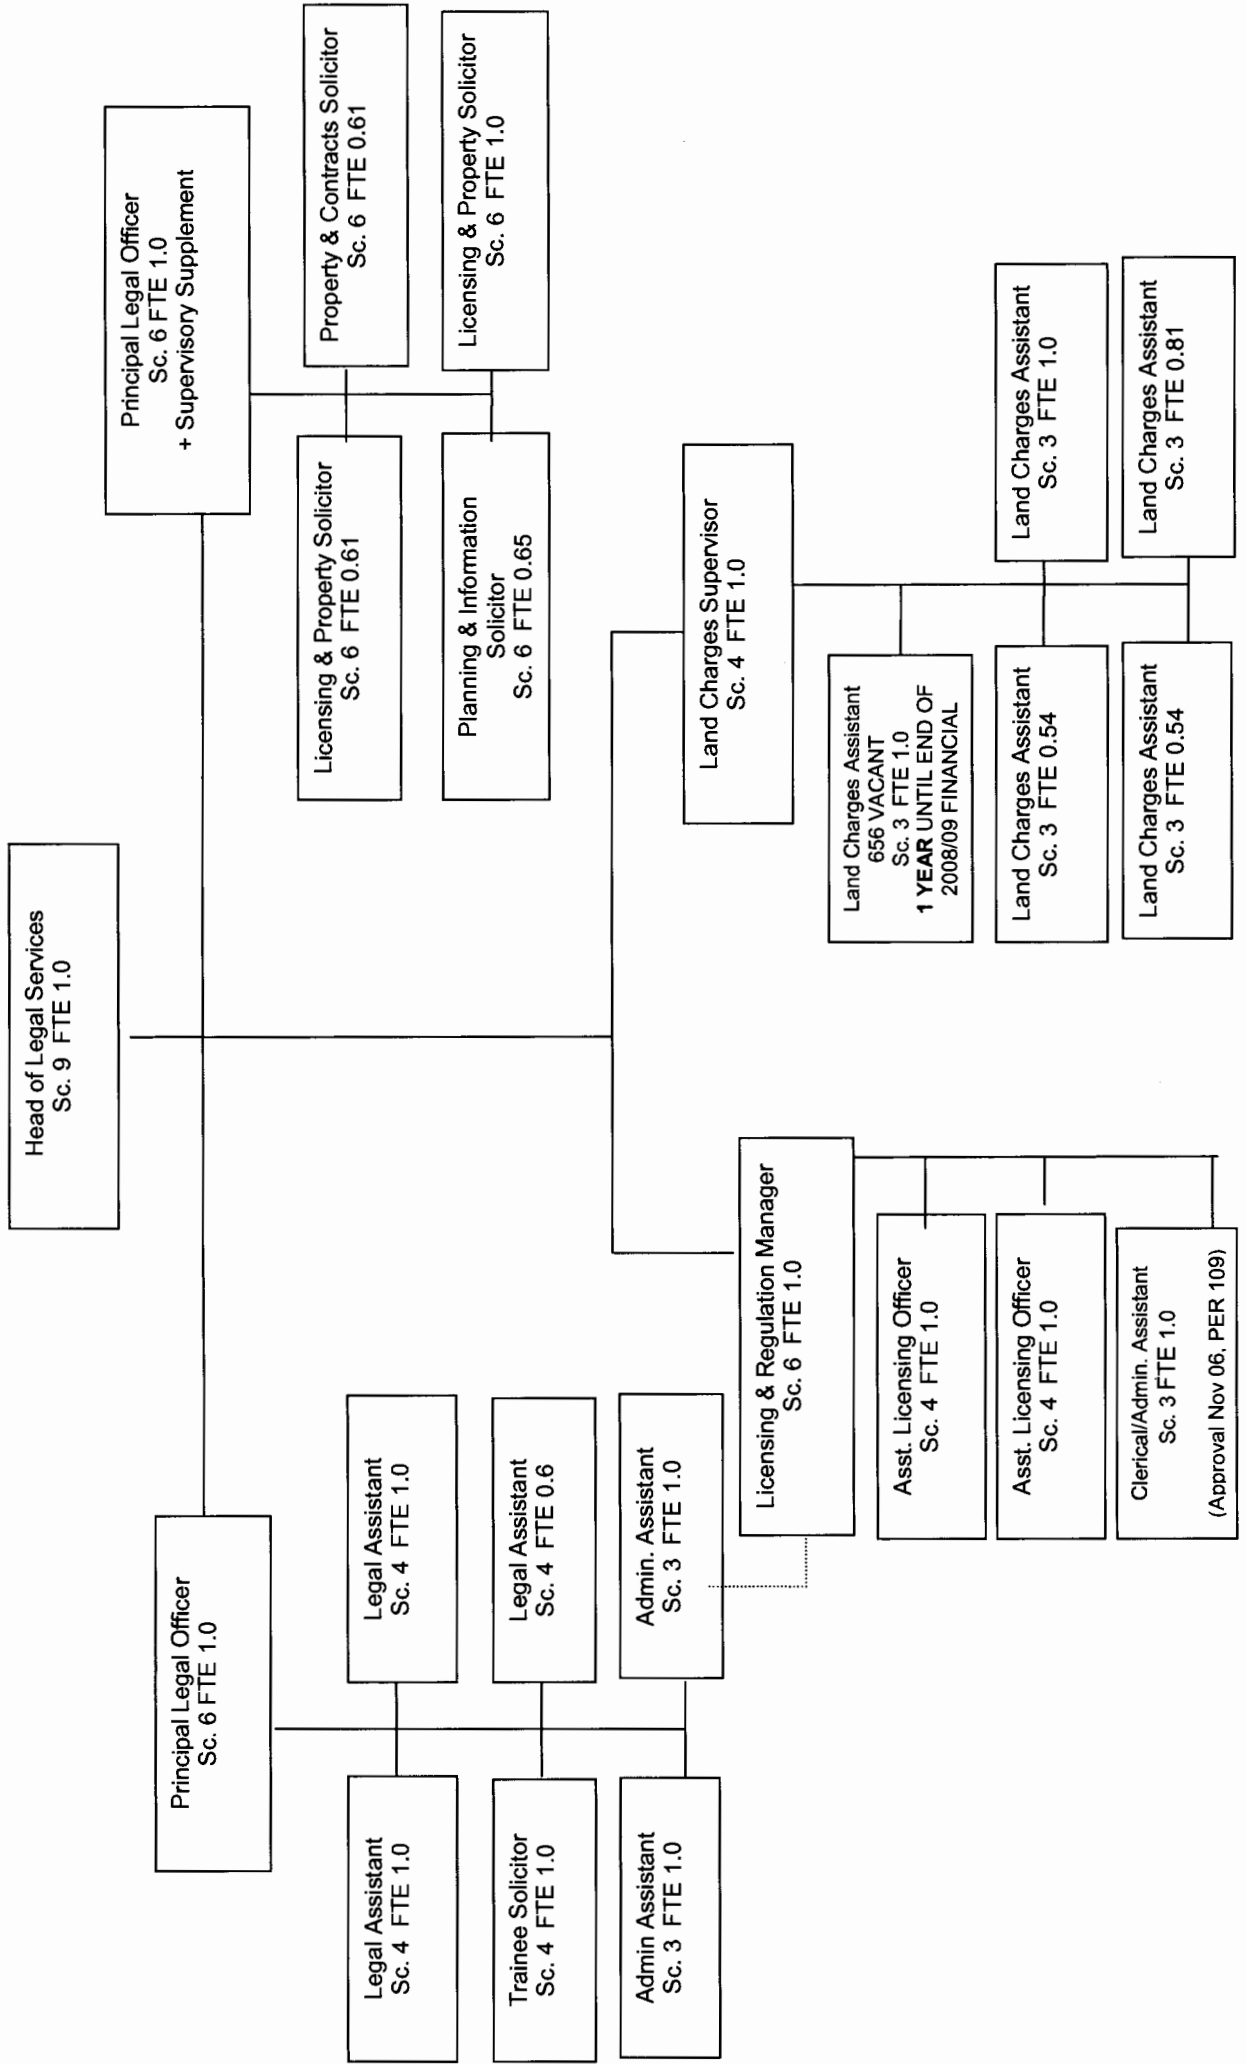 Head of Legal Services
Sc. 9 FTE 1.0
Principal Legal Officer
Sc. 6 FTE 1.0
Principal Legal Officer
Sc. 6 FTE 1.0
+ Supervisory Supplement
Legal Assistant
Sc. 4 FTE 1.0
Legal Assistant
Sc. 4 FTE 1.0
Trainee Solicitor
Sc. 4 FTE 1.0
Legal Assistant
Sc. 4 FTE 0.6
Admin Assistant
Sc. 3 FTE 1.0
Admin. Assistant
Sc. 3 FTE 1.0
Licensing & Property Solicitor
Sc. 6 FTE 0.61
Property & Contracts Solicitor
Sc. 6 FTE 0.61
Planning & Information
Solicitor
Sc. 6 FTE 0.65
Licensing & Property Solicitor
Sc. 6 FTE 1.0
Licensing & Regulation Manager
Sc. 6 FTE 1.0
Asst. Licensing Officer
Sc. 4 FTE 1.0
Asst. Licensing Officer
Sc. 4 FTE 1.0
Clerical/Admin. Assistant
Sc. 3 FTE 1.0
(Approval Nov 06, PER 109)
Land Charges Supervisor
Sc. 4 FTE 1.0
Land Charges Assistant
656 VACANT
Sc. 3 FTE 1.0
1 YEAR UNTIL END OF
2008/09 FINANCIAL
Land Charges Assistant
Sc. 3 FTE 0.54
Land Charges Assistant
Sc. 3 FTE 1.0
Land Charges Assistant
Sc. 3 FTE 0.54
Land Charges Assistant
Sc. 3 FTE 0.81